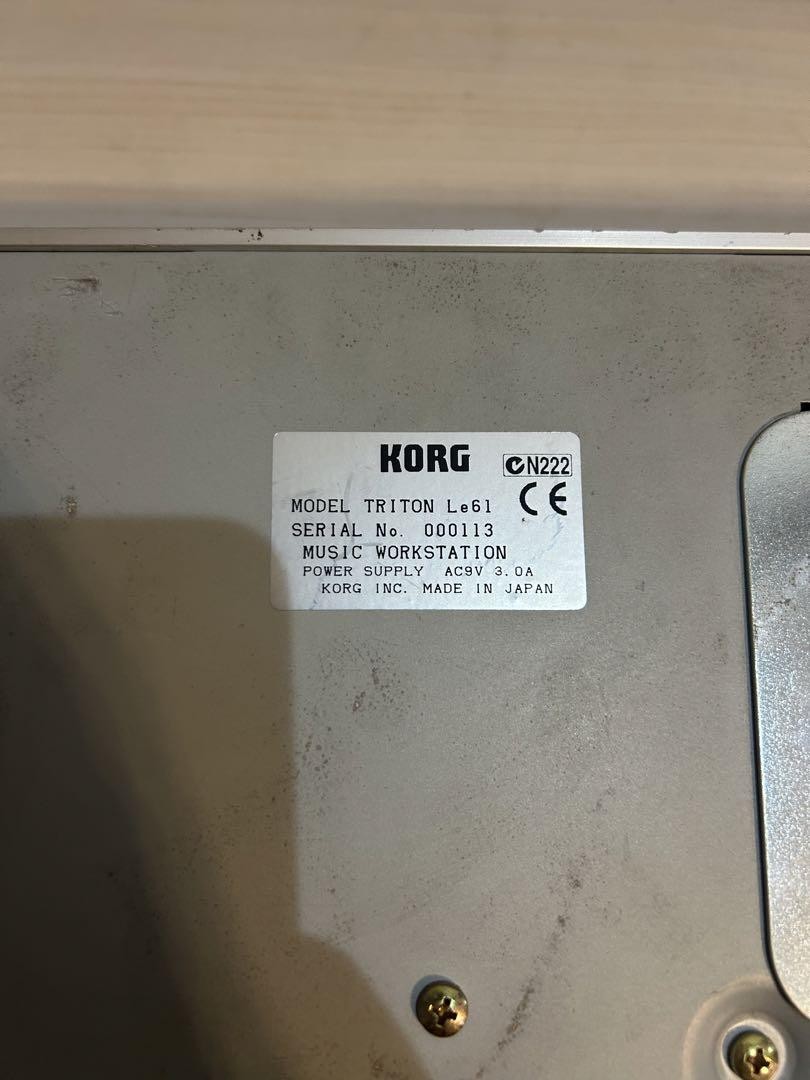 KORG
N222
MODEL TRITON Le61
SERIAL No. 000113
MUSIC WORKSTATION
POWER SUPPLY AC9V 3.0A
KORG INC. MADE IN JAPAN
CE